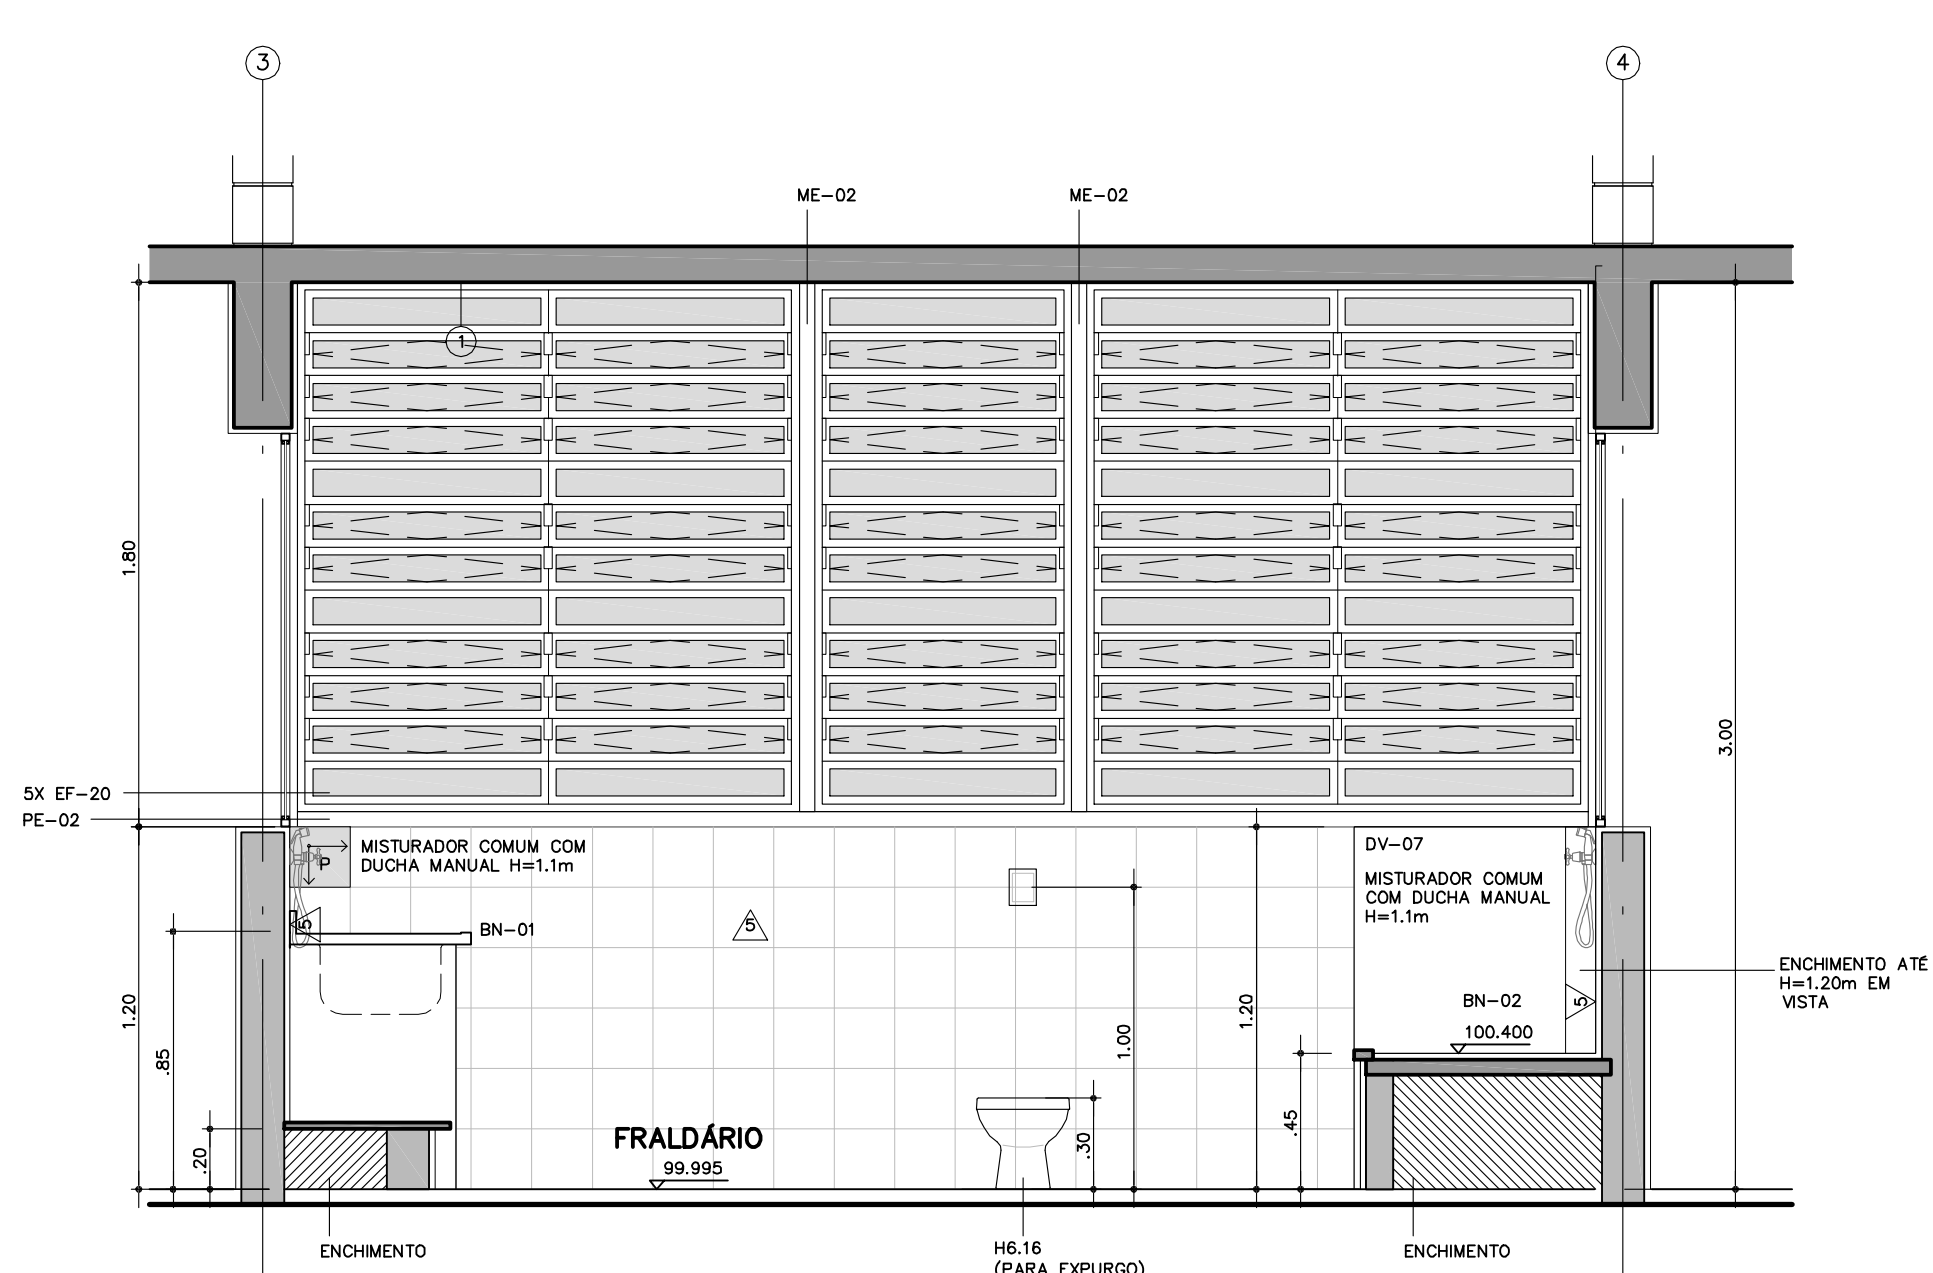 3
4
ME-02
ME-02
1
1.80
3.00
5X EF-20
PE-02
P
MISTURADOR COMUM COM
DUCHA MANUAL H=1.1m
DV-07
MISTURADOR COMUM
COM DUCHA MANUAL
H=1.1m
5
BN-01
5
ENCHIMENTO ATÉ
H=1.20m EM
VISTA
BN-02
5
100.400
1.20
.85
1.20
1.00
.45
.30
.20
FRALDÁRIO
99.995
ENCHIMENTO
H6.16
(PARA EXPURGO)
ENCHIMENTO